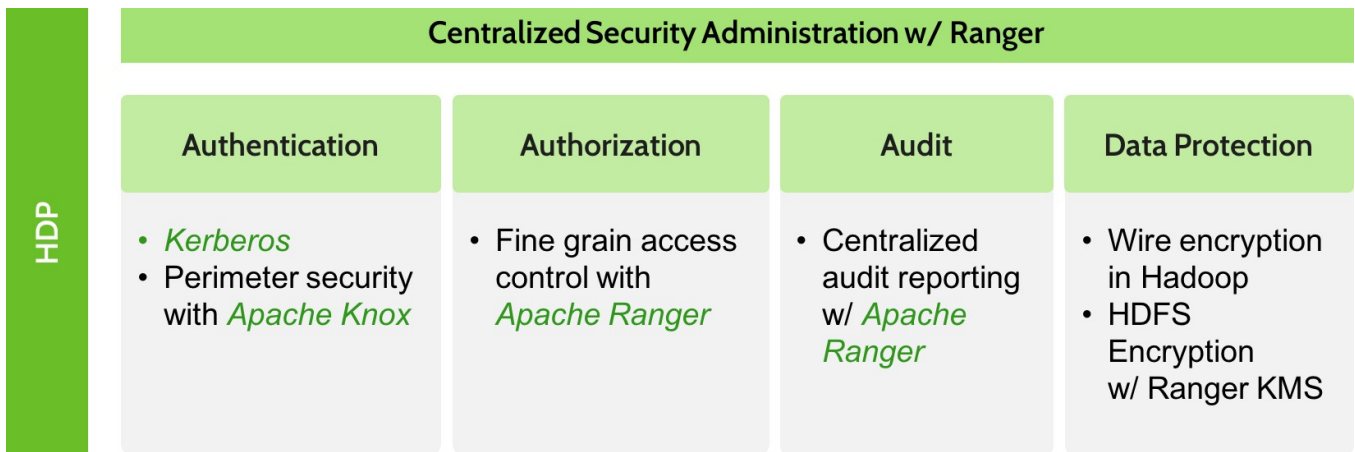 Centralized Security Administration w/ Ranger
HDP
Authentication
• Kerberos
• Perimeter security
with Apache Knox
Authorization
• Fine grain access
control with
Apache Ranger
Audit
• Centralized
audit reporting
w/ Apache
Ranger
Data Protection
• Wire encryption
in Hadoop
• HDFS
Encryption
w/ Ranger KMS